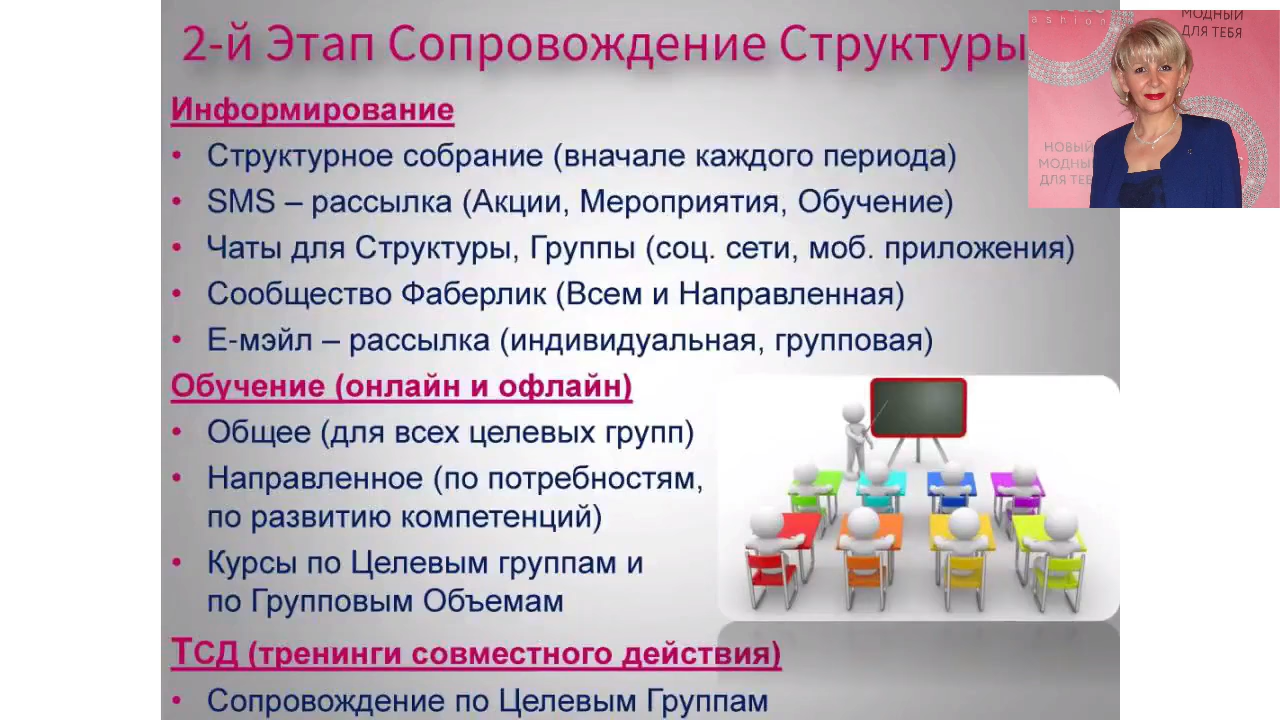 2-й Этап Сопровождение Структуры
Информирование
• Структурное собрание (вначале каждого периода)
• SMS – рассылка (Акции, Мероприятия, Обучение)
• Чаты для Структуры, Группы (соц. сети, моб. приложения)
• Сообщество Фаберлик (Всем и Направленная)
• Е-мэйл – рассылка (индивидуальная, групповая)
Обучение (онлайн и офлайн)
• Общее (для всех целевых групп)
• Направленное (по потребностям,
по развитию компетенций)
• Курсы по Целевым группам и
по Групповым Объемам
ТСД (тренинги совместного действия)
• Сопровождение по Целевым Группам
ashion
МОДНЫЙ
ДЛЯ ТЕБЯ
НОВЫЙ